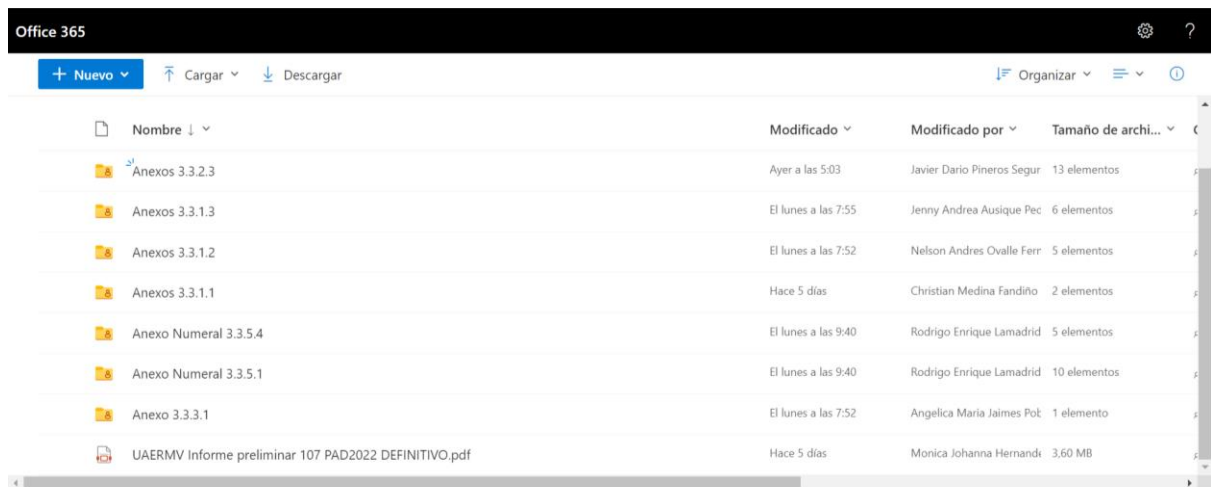 Office 365 ?
+ Nuevo Cargar Descargar Organizar
Nombre ↓ Modificado Modificado por Tamaño de archi...
Anexos 3.3.2.3 Ayer a las 5:03 Javier Dario Pineros Segur 13 elementos
Anexos 3.3.1.3 El lunes a las 7:55 Jenny Andrea Ausique Pec 6 elementos
Anexos 3.3.1.2 El lunes a las 7:52 Nelson Andres Ovalle Ferr 5 elementos
Anexos 3.3.1.1 Hace 5 días Christian Medina Fandiño 2 elementos
Anexo Numeral 3.3.5.4 El lunes a las 9:40 Rodrigo Enrique Lamadrid 5 elementos
Anexo Numeral 3.3.5.1 El lunes a las 9:40 Rodrigo Enrique Lamadrid 10 elementos
Anexo 3.3.3.1 El lunes a las 7:52 Angelica Maria Jaimes Pob 1 elemento
UAERMV Informe preliminar 107 PAD2022 DEFINITIVO.pdf Hace 5 días Monica Johanna Hernande 3,60 MB